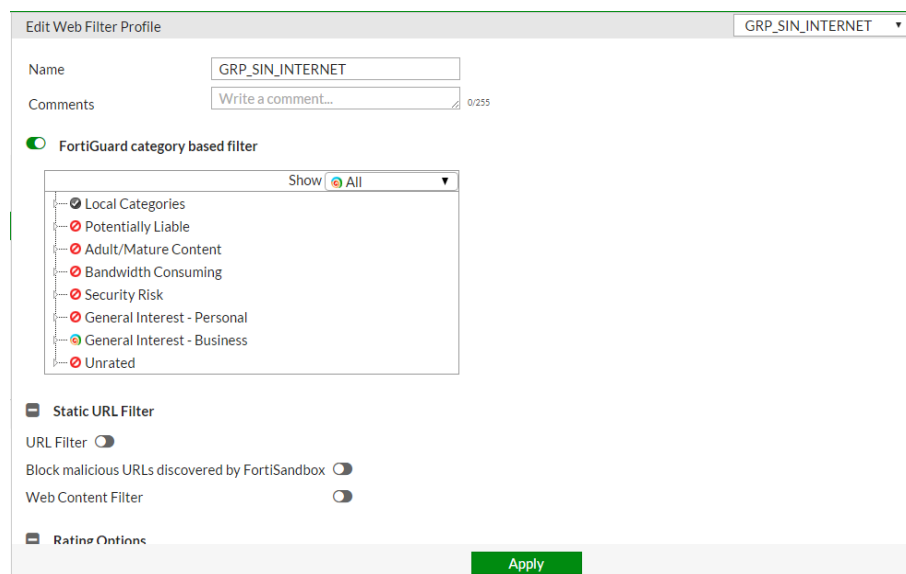 Edit Web Filter Profile GRP_SIN_INTERNET
Name GRP_SIN_INTERNET
Comments Write a comment... 0/255
FortiGuard category based filter
Show All
Local Categories
Potentially Liable
Adult/Mature Content
Bandwidth Consuming
Security Risk
General Interest - Personal
General Interest - Business
Unrated
Static URL Filter
URL Filter
Block malicious URLs discovered by FortiSandbox
Web Content Filter
Rating Options
Apply